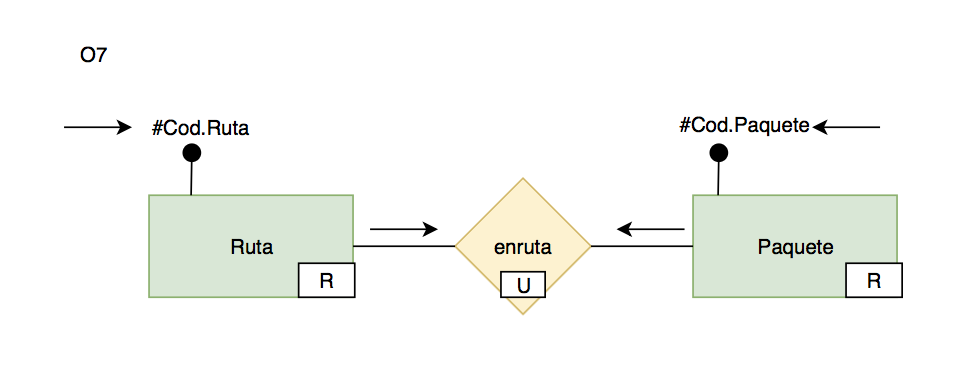 O7
#Cod.Ruta
#Cod.Paquete
Ruta
enruta
Paquete
R
U
R